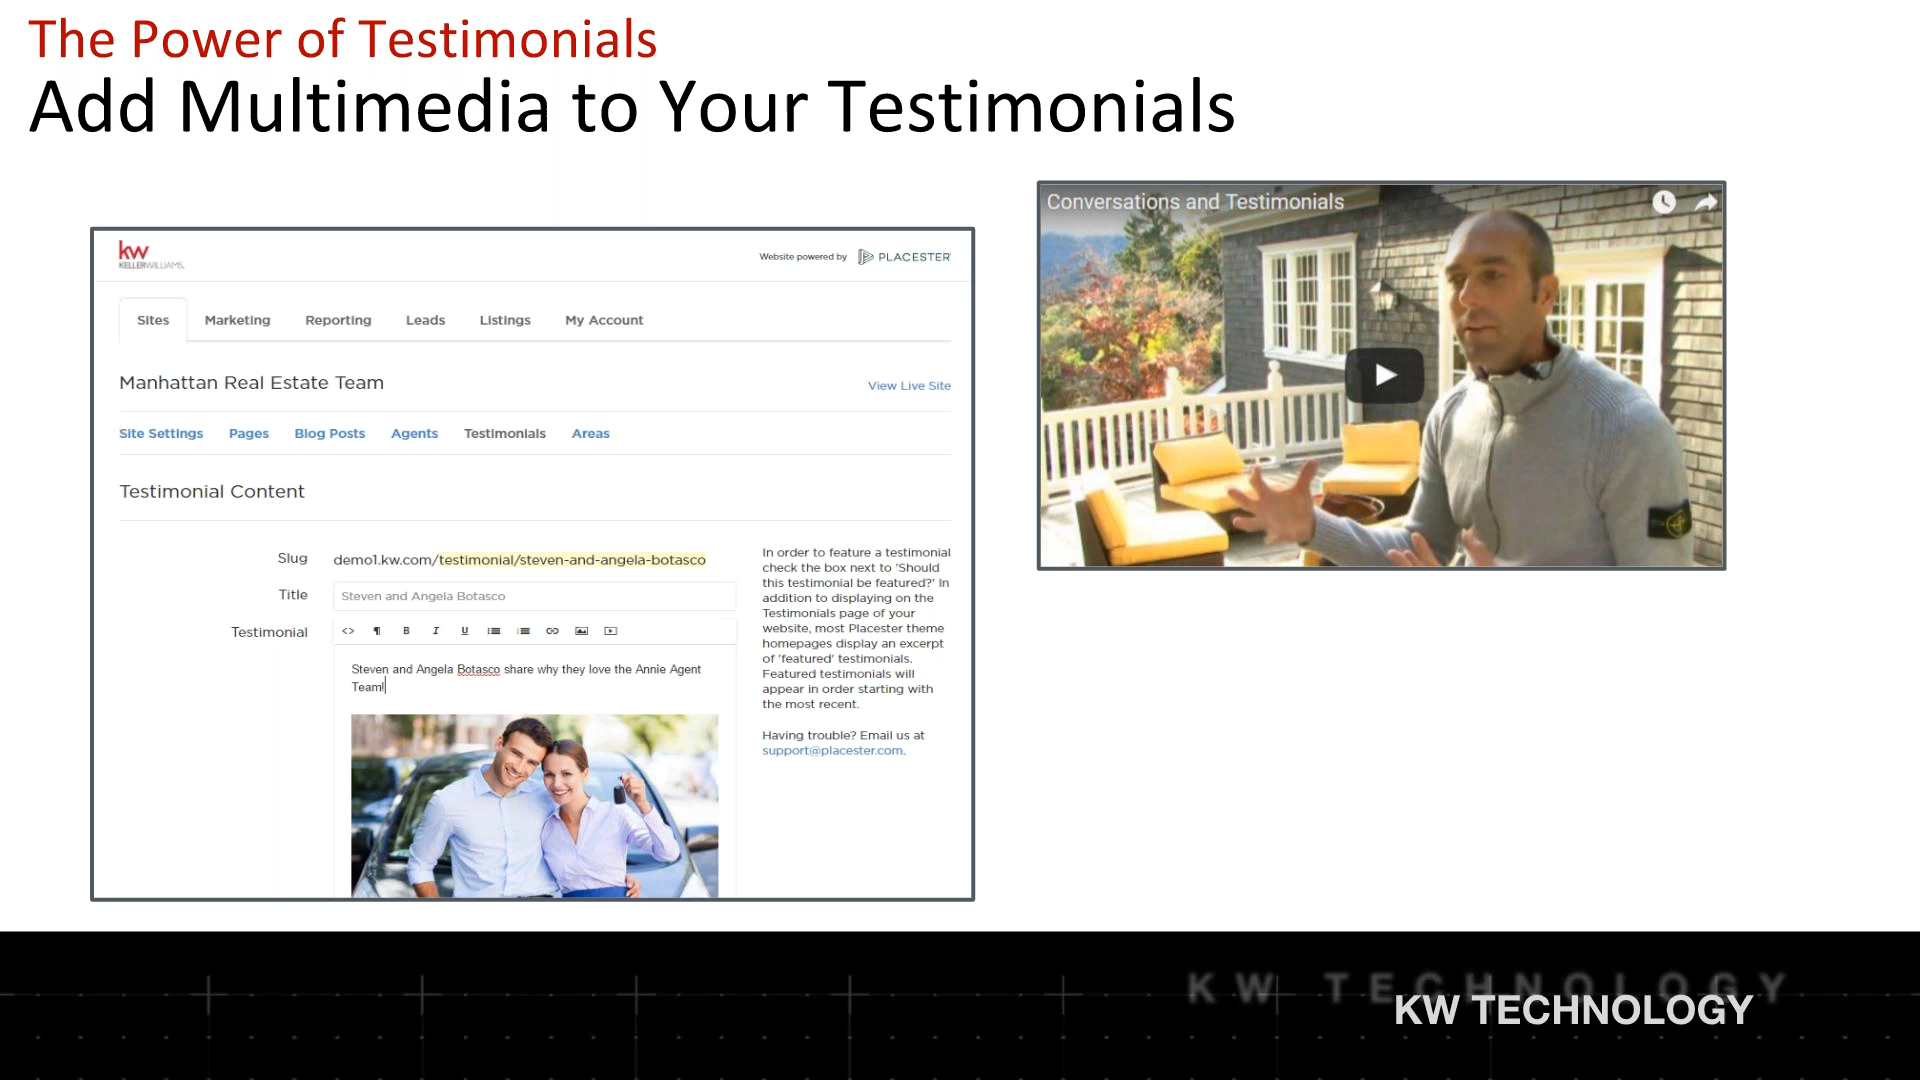 The Power of Testimonials
Add Multimedia to Your Testimonials
kw
KELLERWILLIAMS.
Website powered by PLACESTER
Sites Marketing Reporting Leads Listings My Account
Manhattan Real Estate Team
View Live Site
Site Settings Pages Blog Posts Agents Testimonials Areas
Testimonial Content
Slug demo1.kw.com/testimonial/steven-and-angela-botasco
Title Steven and Angela Botasco
Testimonial <> ¶ B I U
Steven and Angela Botasco share why they love the Annie Agent
Team!
In order to feature a testimonial
check the box next to 'Should
this testimonial be featured?' In
addition to displaying on the
Testimonials page of your
website, most Placester theme
homepages display an excerpt
of 'featured' testimonials.
Featured testimonials will
appear in order starting with
the most recent.
Having trouble? Email us at
support@placester.com.
Conversations and Testimonials
KW TECHNOLOGY
KW TECHNOLOGY